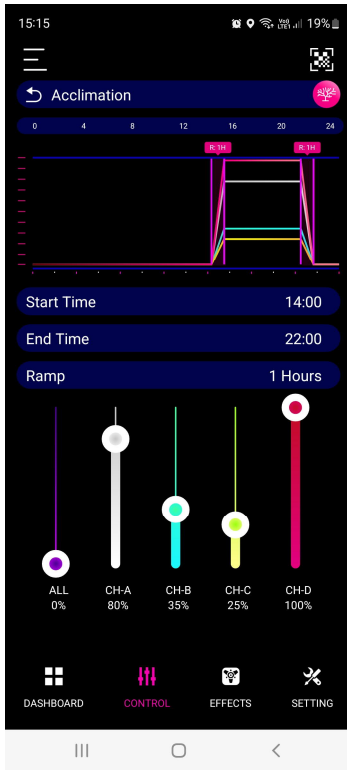 15:15 Vo)) LTE1 19%
Acclimation
0 4 8 12 16 20 24
R: 1H R: 1H
Start Time 14:00
End Time 22:00
Ramp 1 Hours
ALL CH-A CH-B CH-C CH-D
0% 80% 35% 25% 100%
DASHBOARD CONTROL EFFECTS SETTING